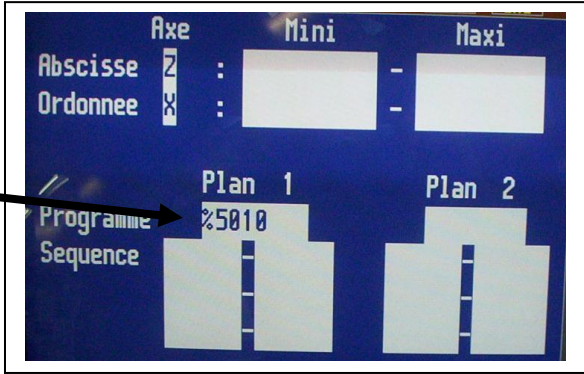 Axe Mini Maxi
Abscisse Z : -
Ordonnee X : -
Plan 1 Plan 2
Programme %5010
Sequence - -
- -
- -